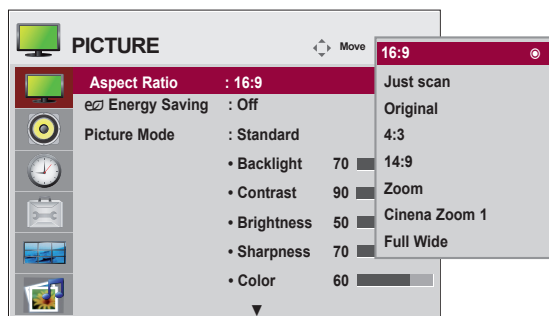 PICTURE
Move
Aspect Ratio : 16:9
Energy Saving : Off
Picture Mode : Standard
• Backlight 70
• Contrast 90
• Brightness 50
• Sharpness 70
• Color 60
16:9
Just scan
Original
4:3
14:9
Zoom
Cinena Zoom 1
Full Wide